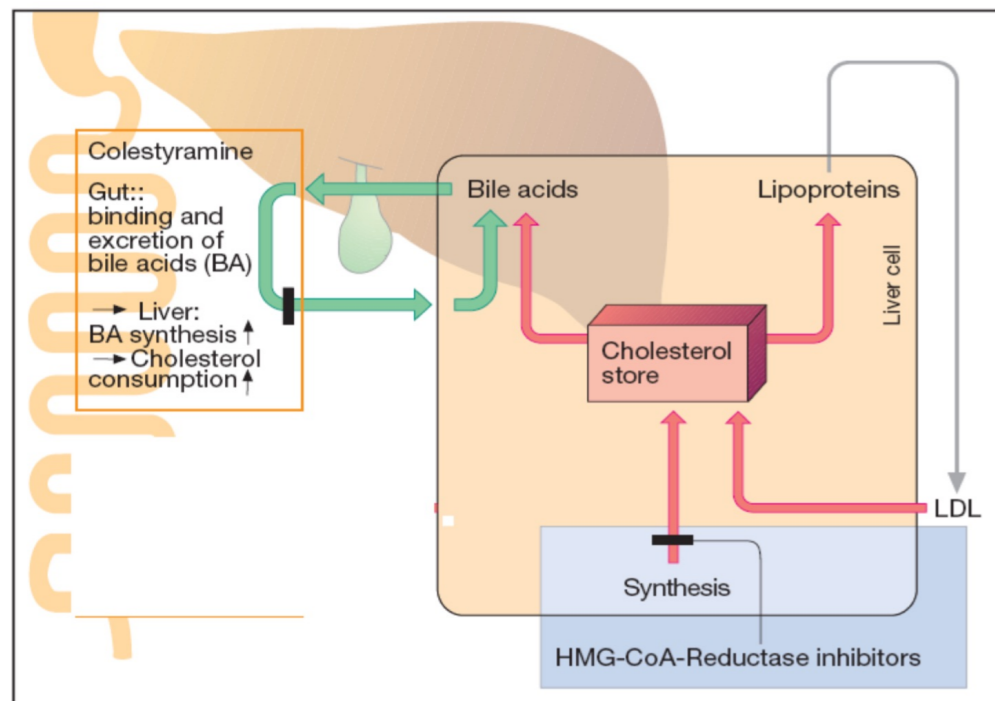 Colestyramine
Gut::
binding and
excretion of
bile acids (BA)
→ Liver:
BA synthesis ↑
→ Cholesterol
consumption ↑
Bile acids
Lipoproteins
Liver cell
Cholesterol
store
LDL
Synthesis
HMG-CoA-Reductase inhibitors